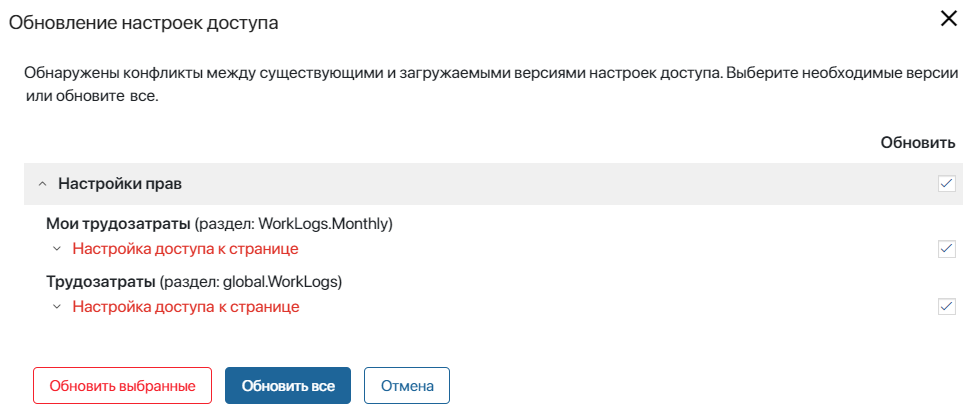 Обновление настроек доступа
Обнаружены конфликты между существующими и загружаемыми версиями настроек доступа. Выберите необходимые версии
или обновите все.
Обновить
Настройки прав
Мои трудозатраты (раздел: WorkLogs.Monthly)
Настройка доступа к странице
Трудозатраты (раздел: global.WorkLogs)
Настройка доступа к странице
Обновить выбранные Обновить все Отмена